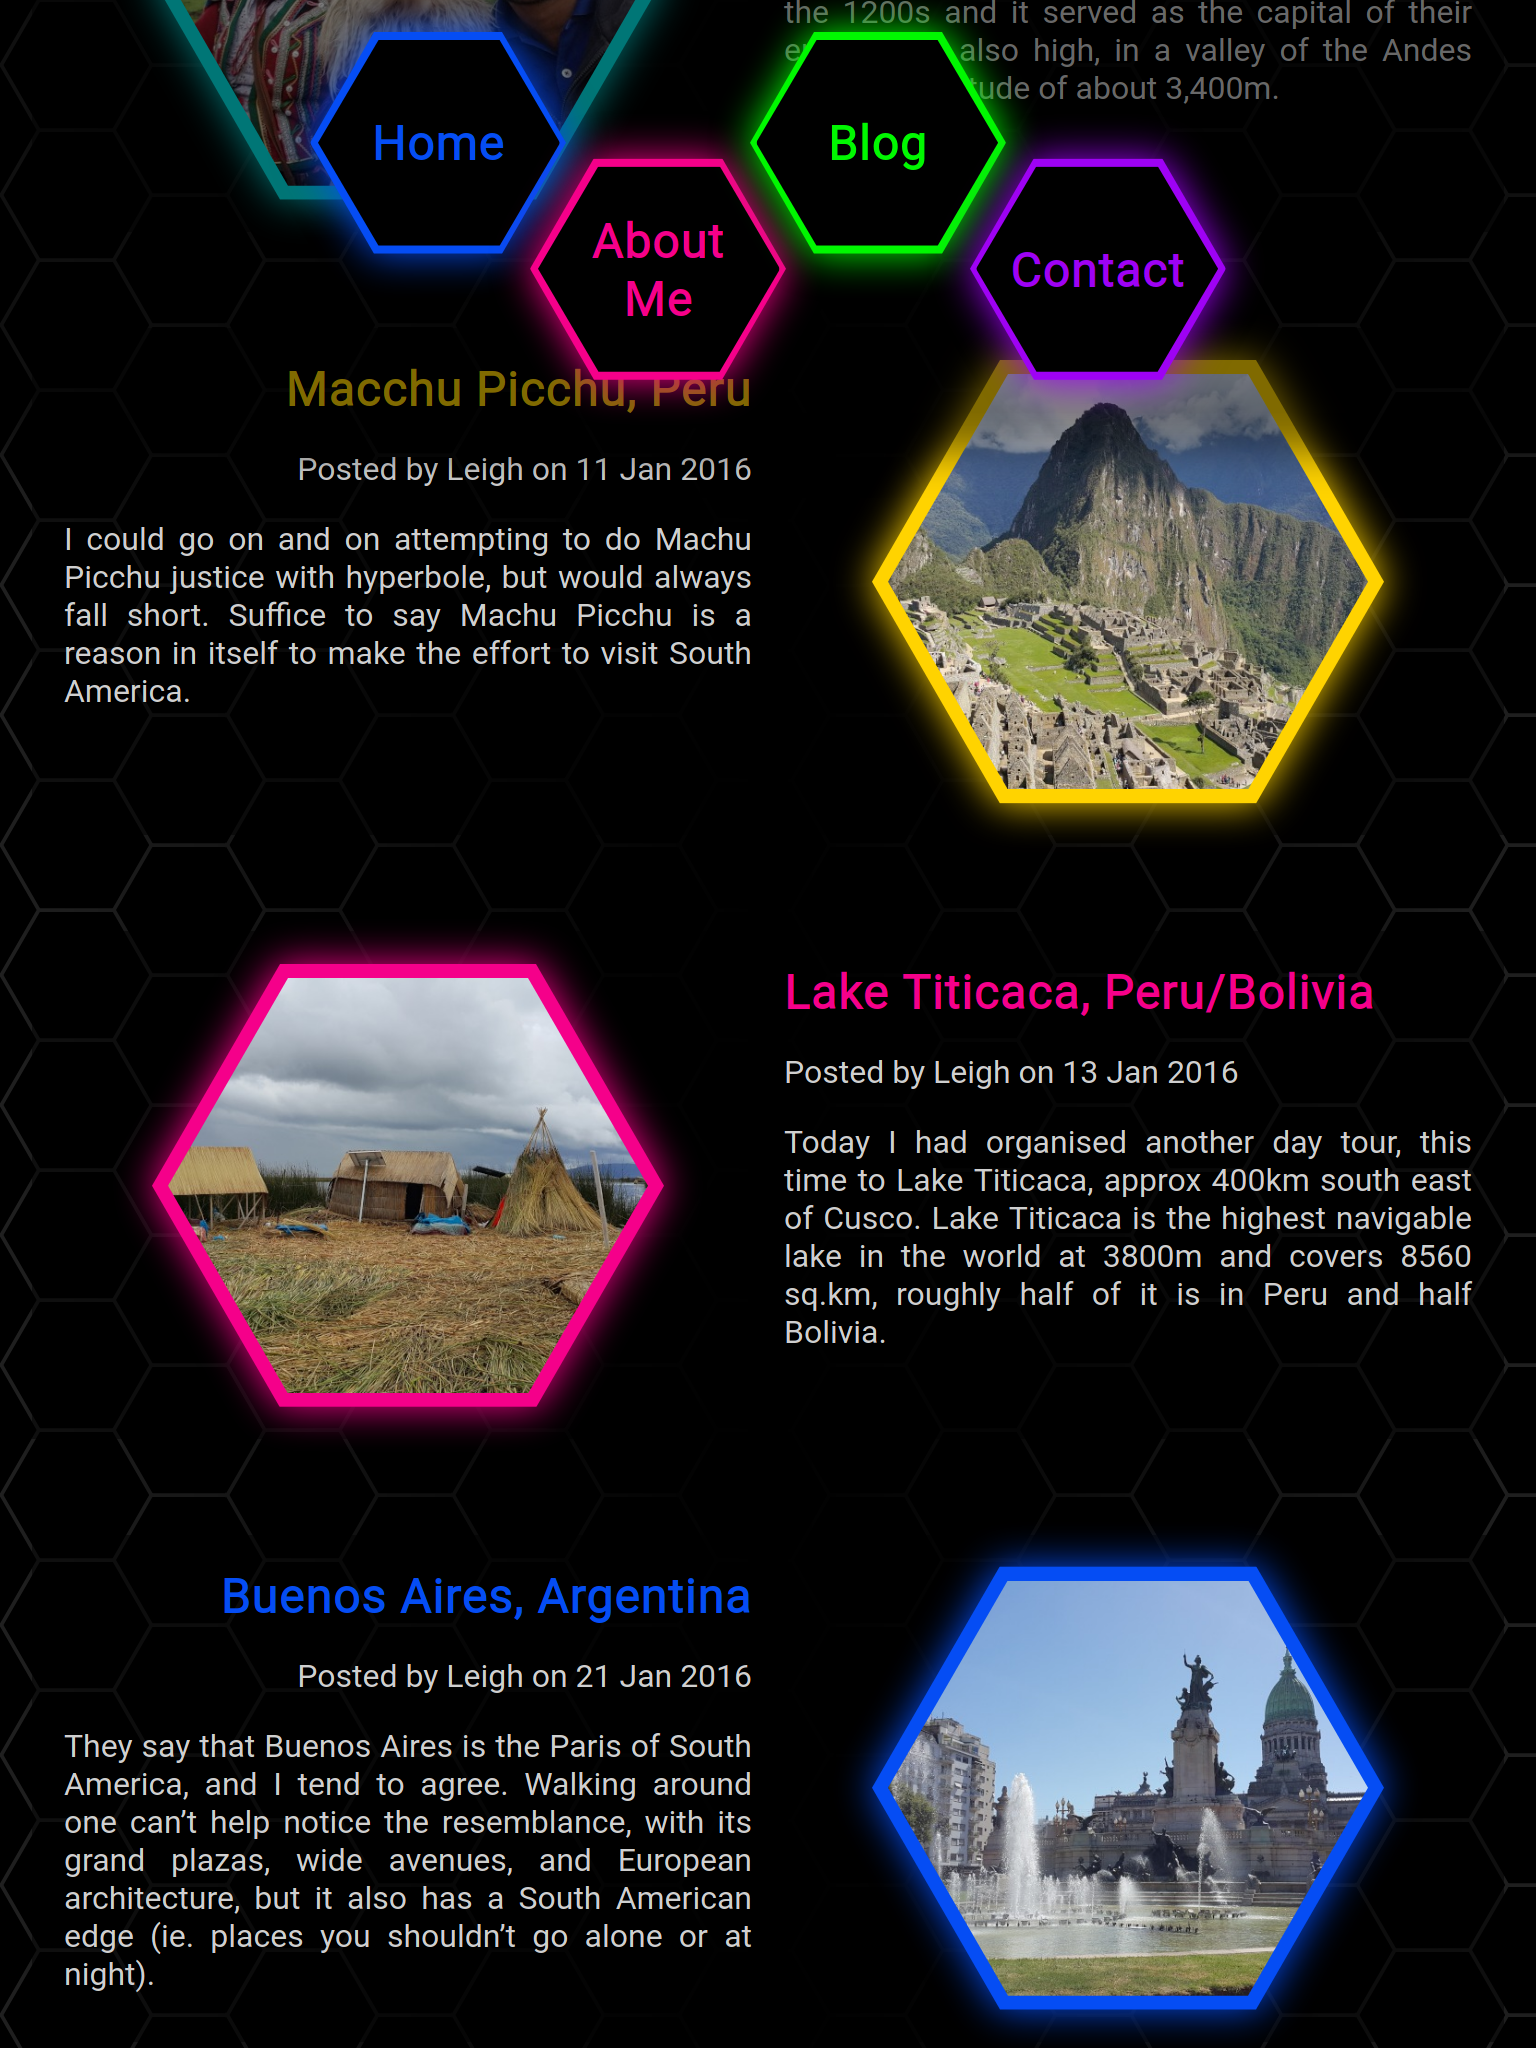 the 1200s and it served as the capital of their
also high, in a valley of the Andes
of about 3,400m.
Home
Blog
About
Me
Contact
Macchu Picchu, Peru
Posted by Leigh on 11 Jan 2016
I could go on and on attempting to do Machu
Picchu justice with hyperbole, but would always
fall short. Suffice to say Machu Picchu is a
reason in itself to make the effort to visit South
America.
Lake Titicaca, Peru/Bolivia
Posted by Leigh on 13 Jan 2016
Today I had organised another day tour, this
time to Lake Titicaca, approx 400km south east
of Cusco. Lake Titicaca is the highest navigable
lake in the world at 3800m and covers 8560
sq.km, roughly half of it is in Peru and half
Bolivia.
Buenos Aires, Argentina
Posted by Leigh on 21 Jan 2016
They say that Buenos Aires is the Paris of South
America, and I tend to agree. Walking around
one can’t help notice the resemblance, with its
grand plazas, wide avenues, and European
architecture, but it also has a South American
edge (ie. places you shouldn’t go alone or at
night).